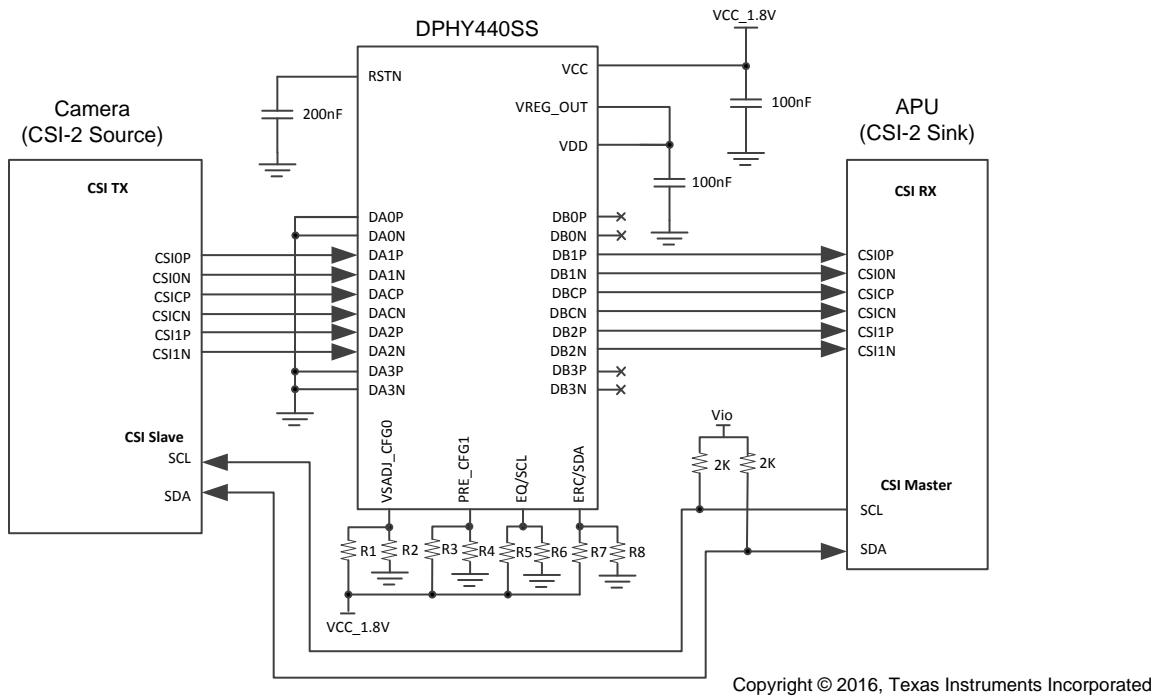 DPHY440SS
VCC_1.8V
RSTN
VCC
200nF
VREG_OUT
100nF
VDD
100nF
Camera
(CSI-2 Source)
APU
(CSI-2 Sink)
CSI TX
CSI RX
DA0P
DA0N
DA1P
DA1N
DACP
DACN
DA2P
DA2N
DA3P
DA3N
DB0P
DB0N
DB1P
DB1N
DBCP
DBCN
DB2P
DB2N
DB3P
DB3N
CSI0P
CSI0N
CSICP
CSICN
CSI1P
CSI1N
CSI0P
CSI0N
CSICP
CSICN
CSI1P
CSI1N
CSI Slave
SCL
SDA
VSADJ_CFG0
PRE_CFG1
EQ/SCL
ERC/SDA
Vio
2K
2K
CSI Master
SCL
SDA
R1
R2
R3
R4
R5
R6
R7
R8
VCC_1.8V
Copyright © 2016, Texas Instruments Incorporated